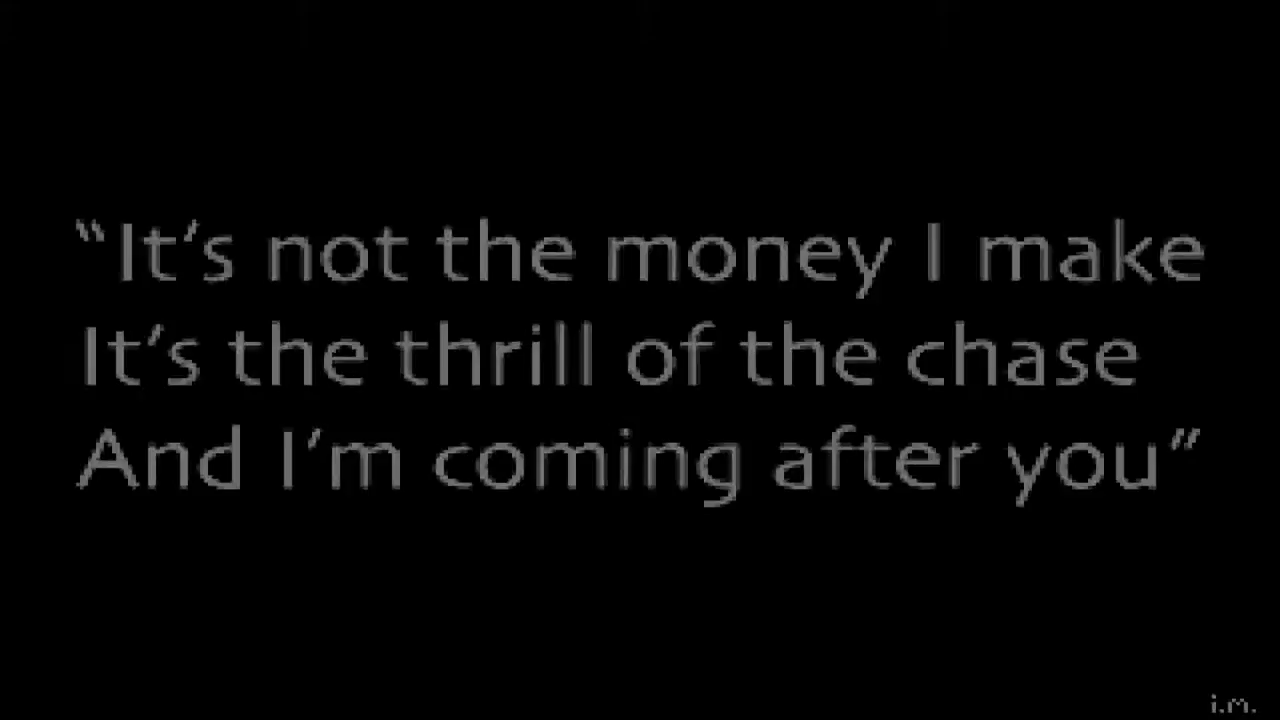 “It’s not the money I make
It’s the thrill of the chase
And I’m coming after you”
i.m.